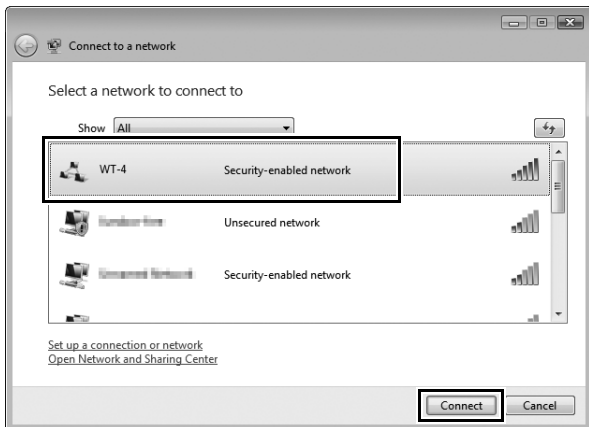 Connect to a network
Select a network to connect to
Show All
WT-4 Security-enabled network
Unsecured network
Security-enabled network
Set up a connection or network
Open Network and Sharing Center
Connect Cancel